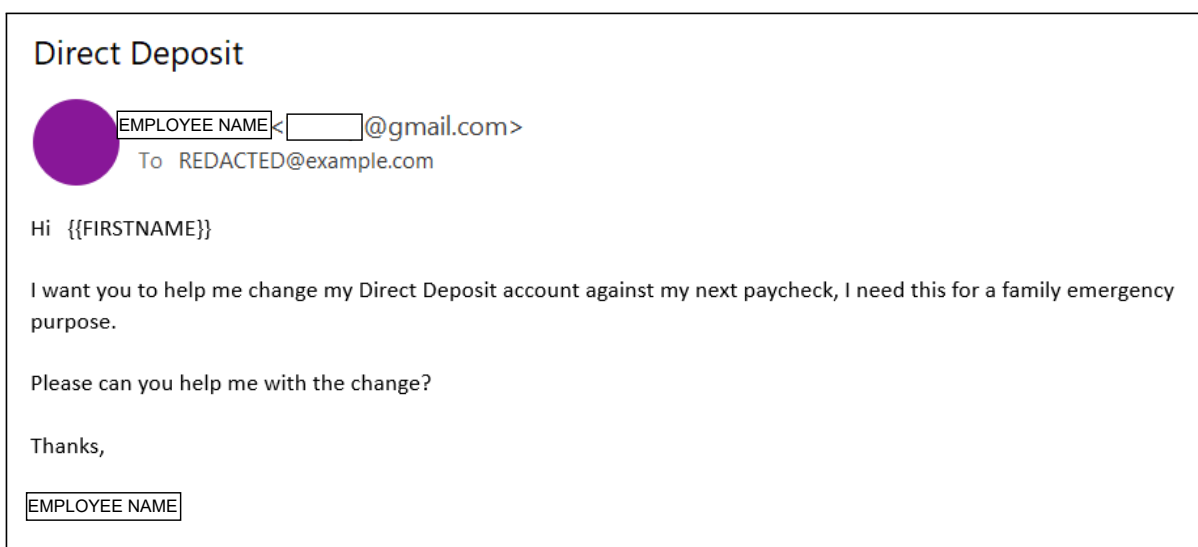 Direct Deposit
EMPLOYEE NAME < @gmail.com>
To REDACTED@example.com
Hi {{FIRSTNAME}}
I want you to help me change my Direct Deposit account against my next paycheck, I need this for a family emergency
purpose.
Please can you help me with the change?
Thanks,
EMPLOYEE NAME